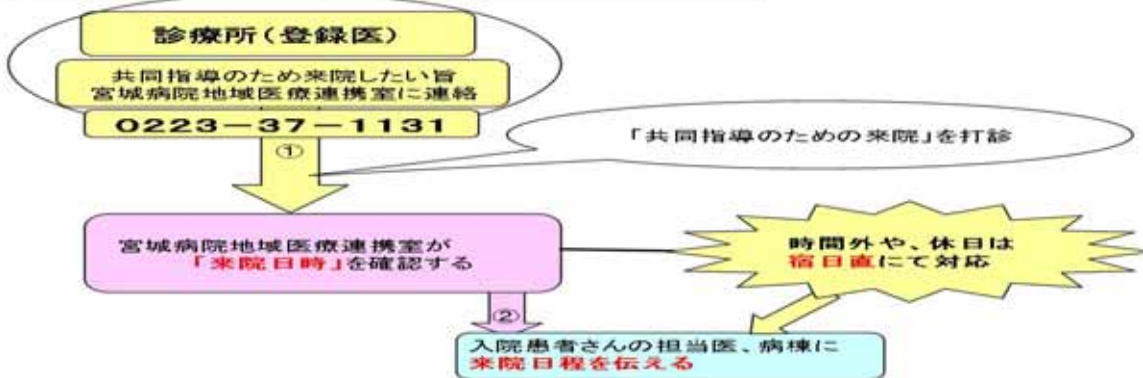 診療所(登録医)
共同指導のため来院したい旨
宮城病院地域医療連携室に連絡
0223-37-1131
①
「共同指導のための来院」を打診
宮城病院地域医療連携室が
「来院日時」を確認する
時間外や、休日は
宿日直にて対応
②
入院患者さんの担当医、病棟に
来院日程を伝える